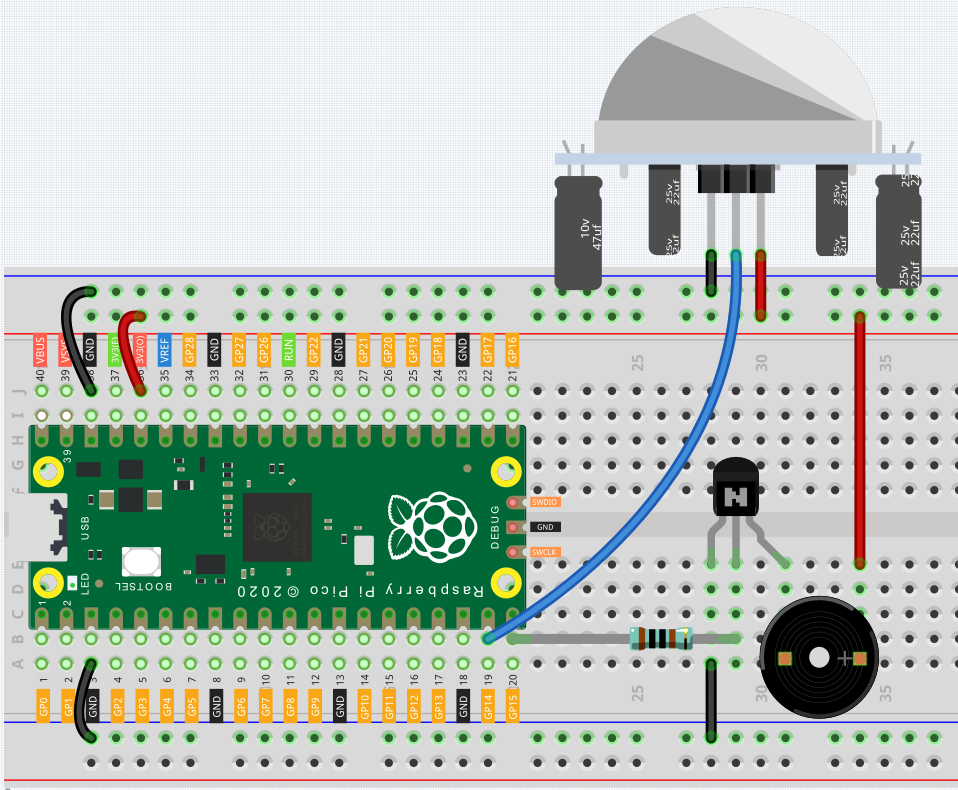 10v
47uf
25v
22uf
25v
22uf
25v
22uf
25v
22uf
25v
22uf
25v
22uf
25v
22uf
VBUS
VSYS
GND
3V3(E)
3V3(O)
VREF
GP28
GND
GP27
GP26
RUN
GP22
GND
GP21
GP20
GP19
GP18
GND
GP17
GP16
40 39 38 37 36 35 34 33 32 31 30 29 28 27 26 25 24 23 22 21
25
30
35
J
I
H
G
F
E
D
C
B
A
39
USB
DEBUG
SWDIO
GND
SWCLK
N
LED
BOOTSEL
Raspberry Pi Pico © 2020
1
2
+
1 2 3 4 5 6 7 8 9 10 11 12 13 14 15 16 17 18 19 20
GP0
GP1
GND
GP2
GP3
GP4
GP5
GND
GP6
GP7
GP8
GP9
GND
GP10
GP11
GP12
GP13
GND
GP14
GP15
25
30
35